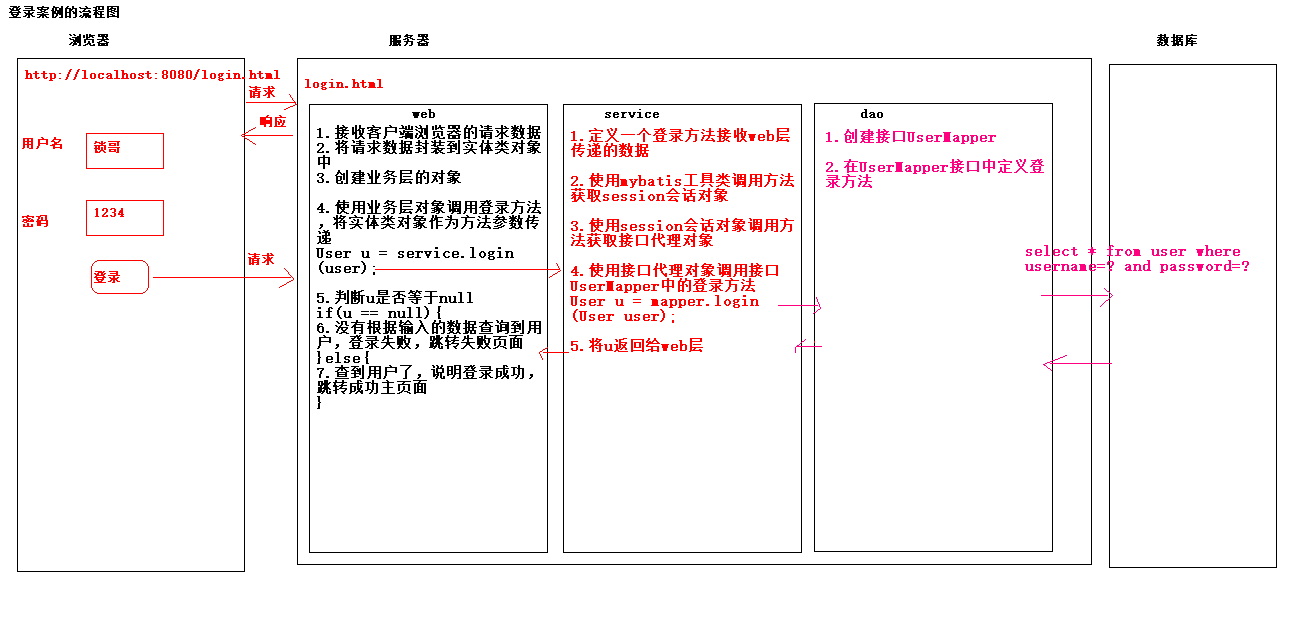 登录案例的流程图
浏览器
服务器
数据库
http://localhost:8080/login.html
请求
响应
用户名
锁哥
密码
1234
登录
请求
login.html
web
1.接收客户端浏览器的请求数据
2.将请求数据封装到实体类对象
中
3.创建业务层的对象
4.使用业务层对象调用登录方法
，将实体类对象作为方法参数传
递
User u = service.login
(user);
5.判断u是否等于null
if(u == null){
6.没有根据输入的数据查询到用
户，登录失败，跳转失败页面
}else{
7.查到用户了，说明登录成功，
跳转成功主页面
}
service
1.定义一个登录方法接收web层
传递的数据
2.使用mybatis工具类调用方法
获取session会话对象
3.使用session会话对象调用方
法获取接口代理对象
4.使用接口代理对象调用接口
UserMapper中的登录方法
User u = mapper.login
(User user);
5.将u返回给web层
dao
1.创建接口UserMapper
2.在UserMapper接口中定义登
录方法
select * from user where
username=? and password=?